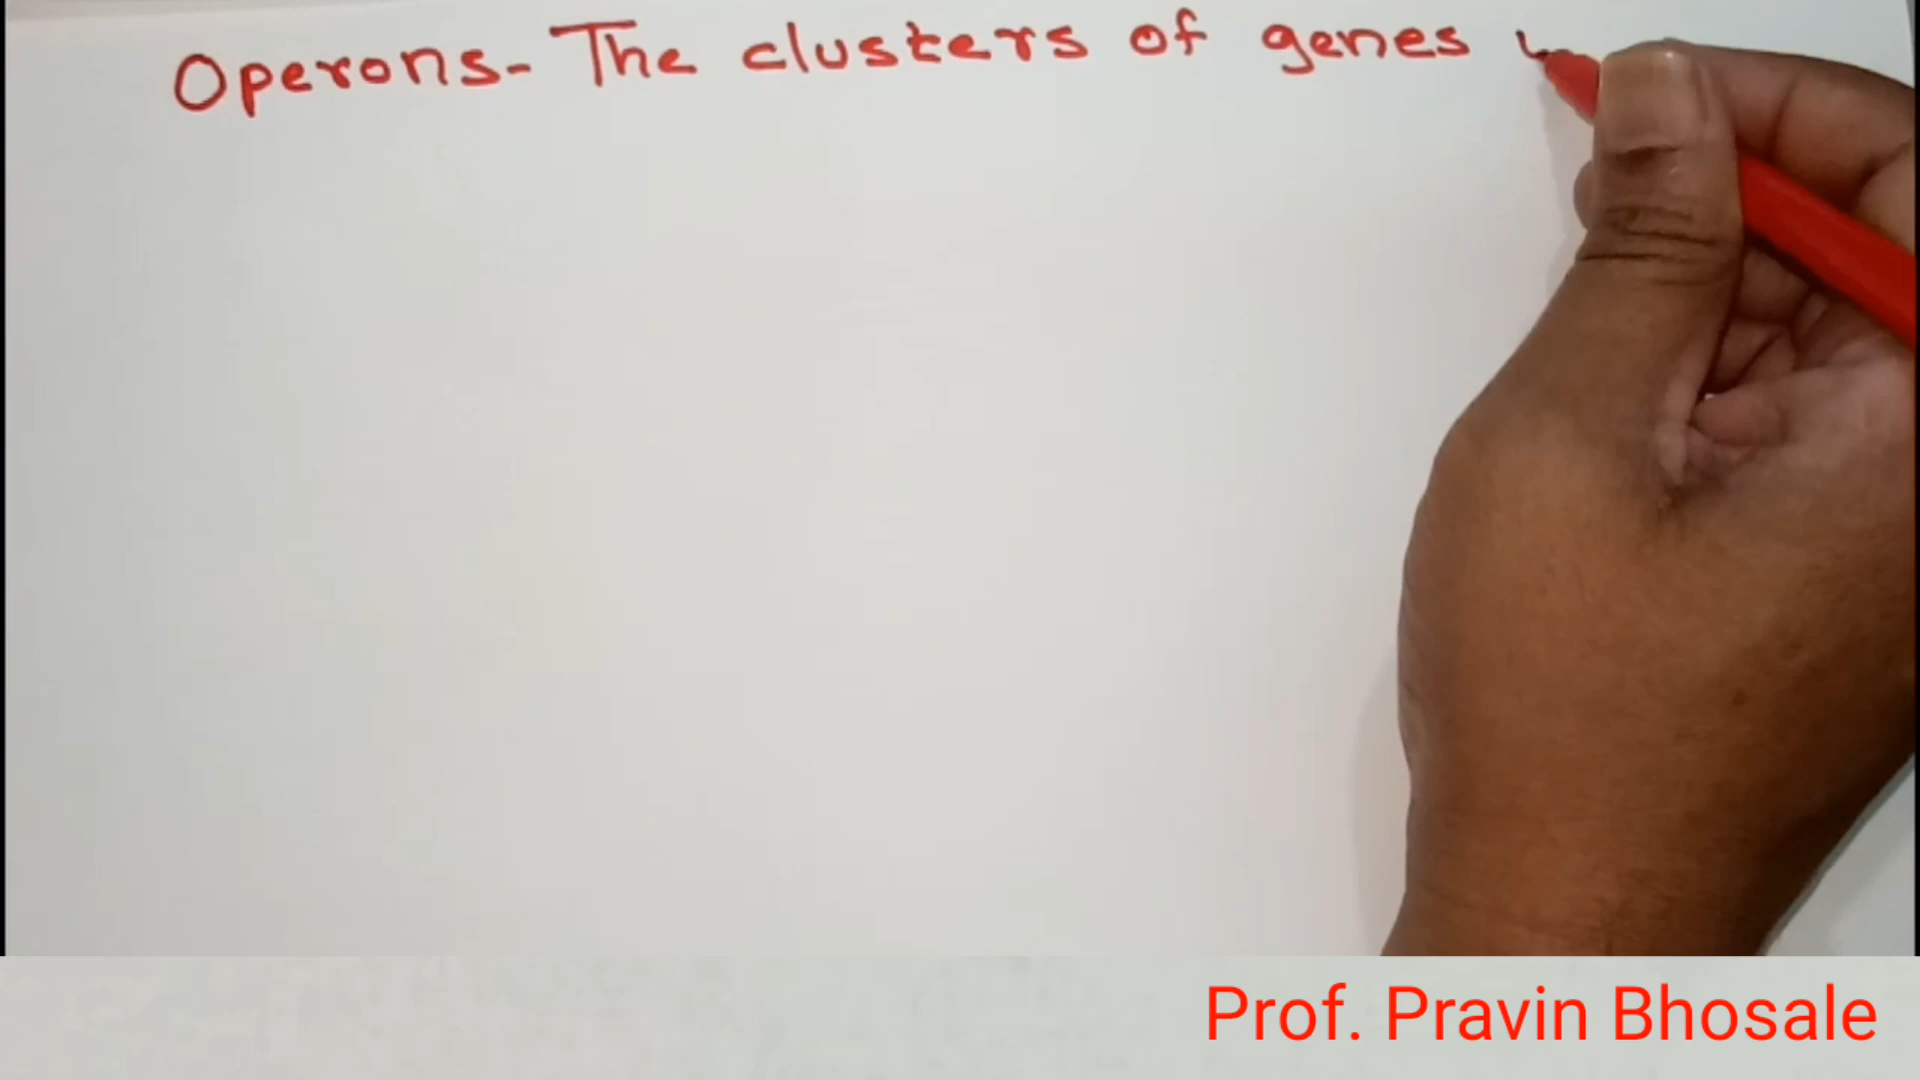 Operons- The clusters of genes
Prof. Pravin Bhosale